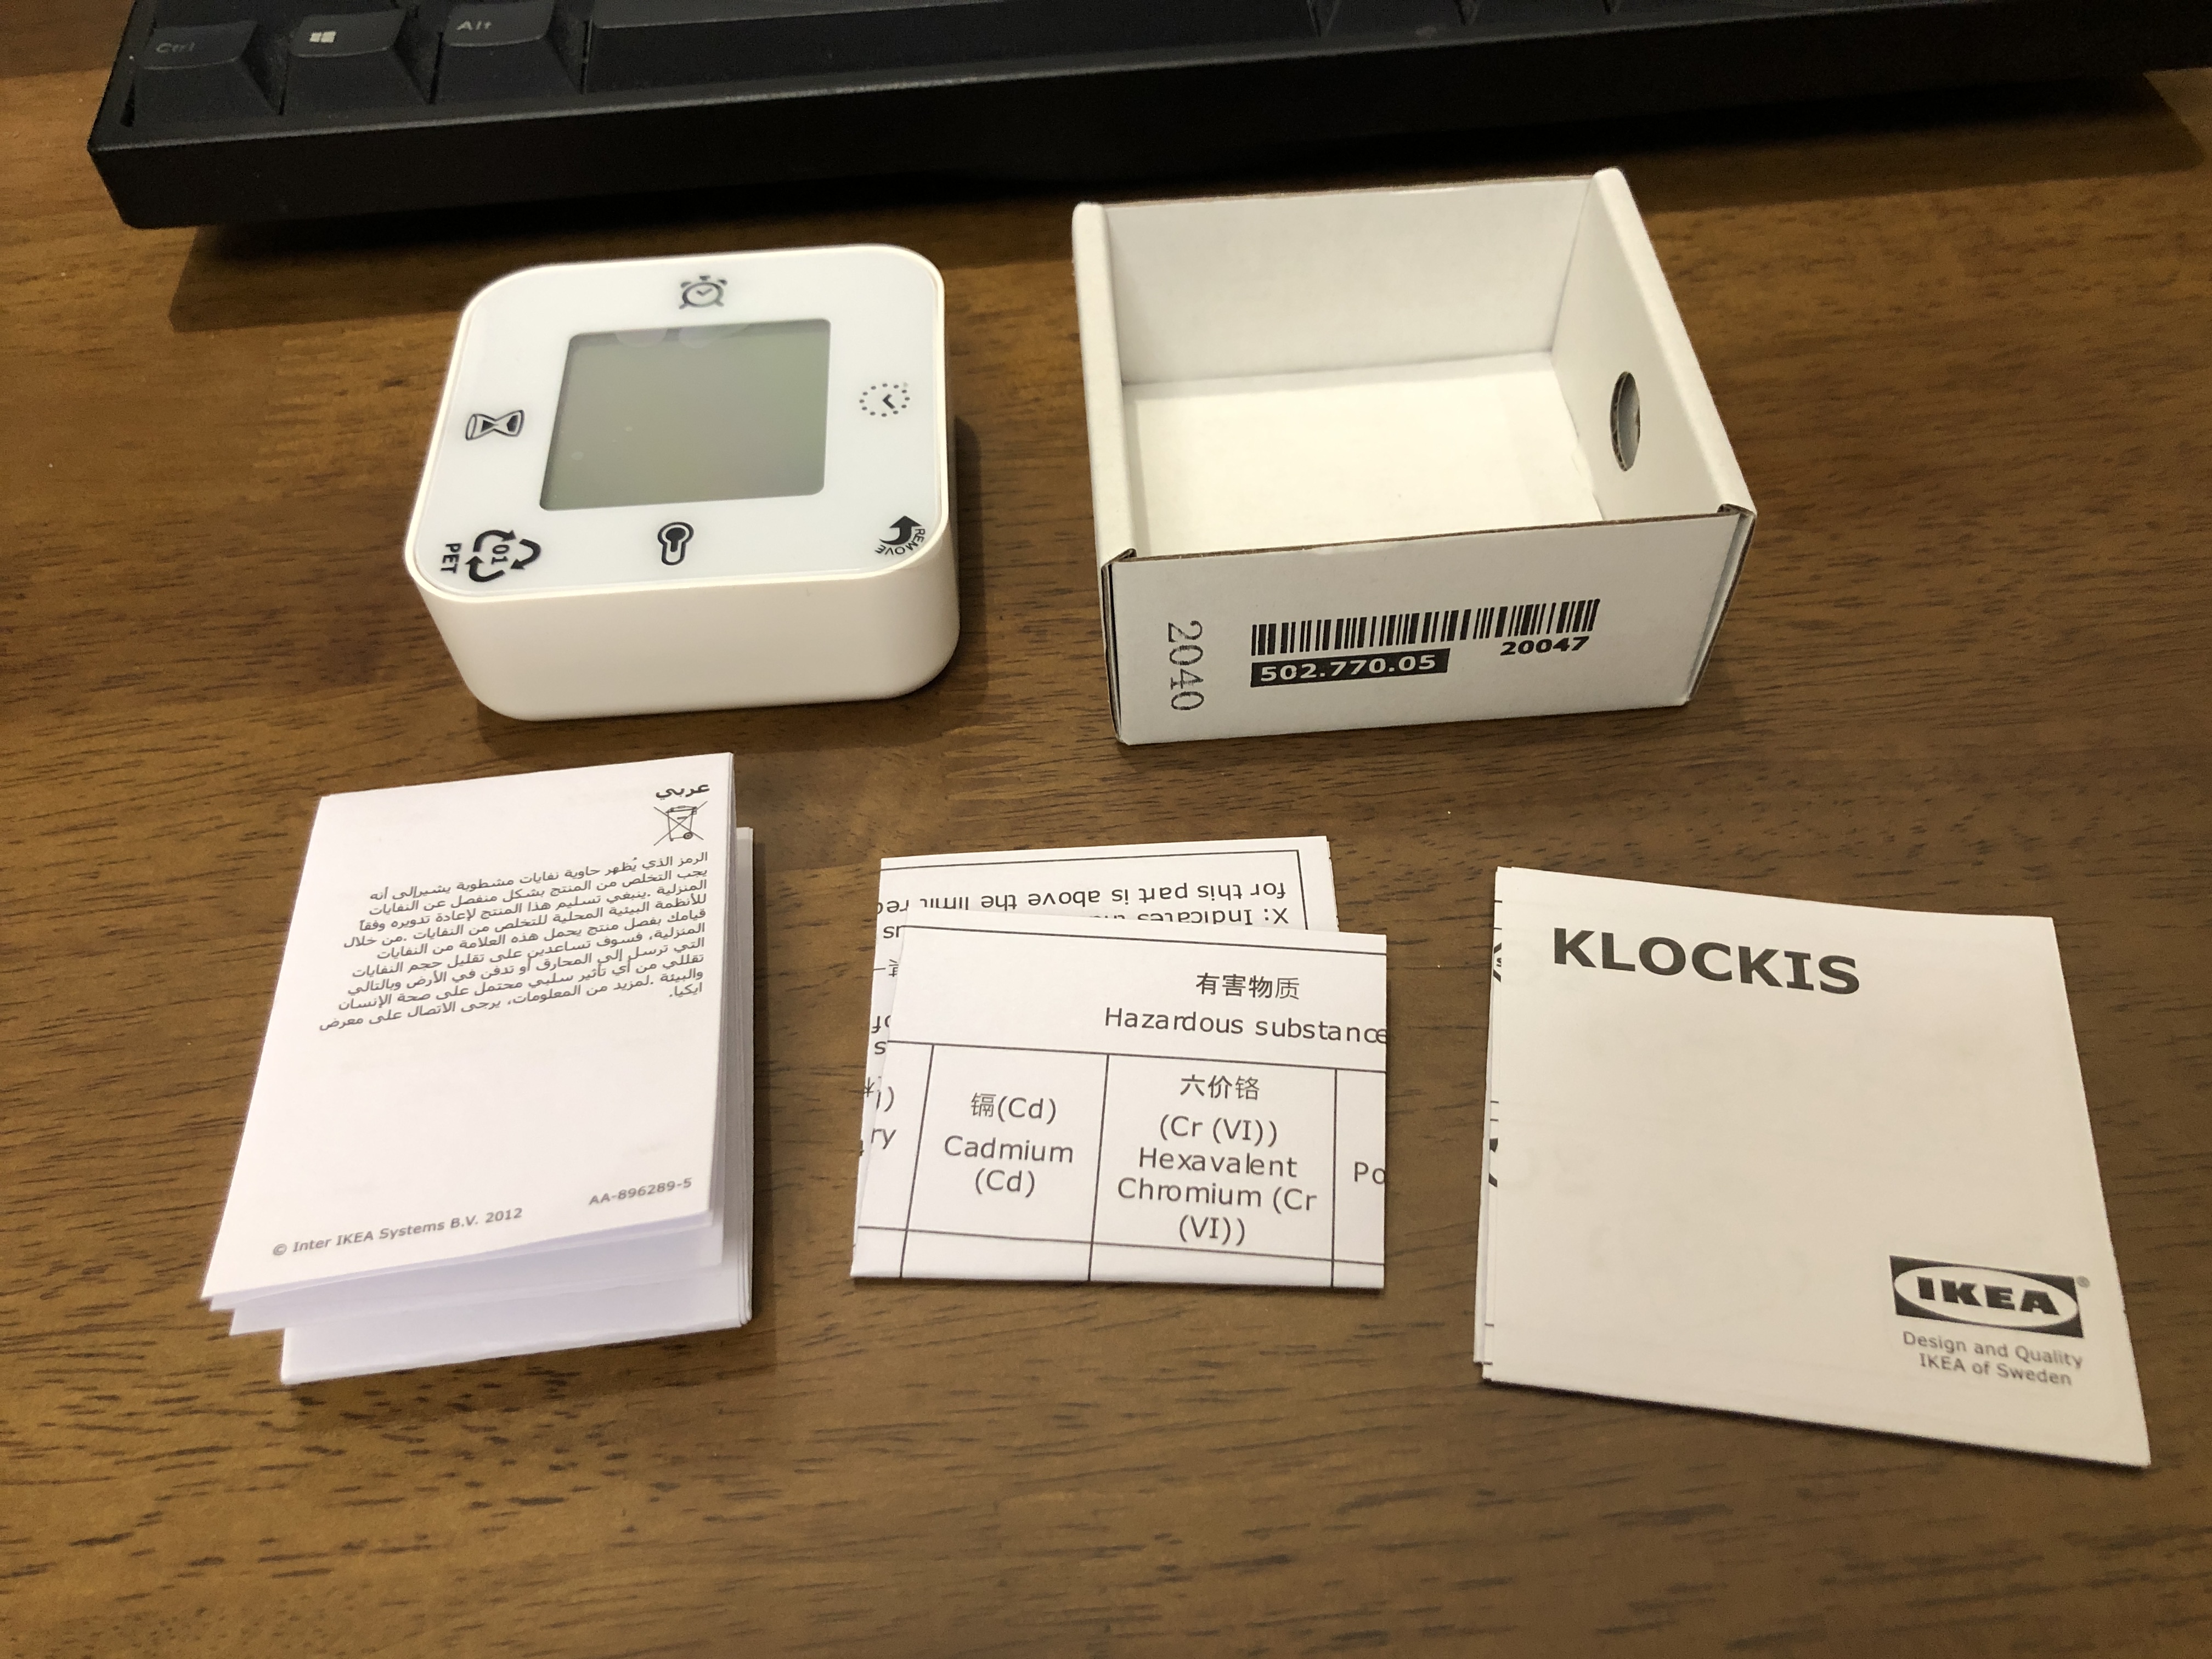 Ctrl
Alt
REMOVE
01
PET
2040
502.770.05
20047
عربي
الرمز الذي يُظهر حاوية نفايات مشطوبة يشيرإلى أنه
يجب التخلص من المنتج بشكل منفصل عن النفايات
المنزلية .ينبغي تسليم هذا المنتج لإعادة تدويره وفقاً
للأنظمة البيئية المحلية للتخلص من النفايات .من خلال
قيامك بفصل منتج يحمل هذه العلامة من النفايات
المنزلية، فسوف تساعدين على تقليل حجم النفايات
التي ترسل إلى المحارق أو تدفن في الأرض وبالتالي
تقللي من أي تأثير سلبي محتمل على صحة الإنسان
والبيئة .لمزيد من المعلومات، يرجى الاتصال على معرض
ايكيا.
AA-896289-5
© Inter IKEA Systems B.V. 2012
X: Indicates
for this part is above the limit
有害物质
Hazardous substance
镉(Cd)
Cadmium
(Cd)
六价铬
(Cr (VI))
Hexavalent
Chromium (Cr
(VI))
Po
ry
KLOCKIS
IKEA®
Design and Quality
IKEA of Sweden